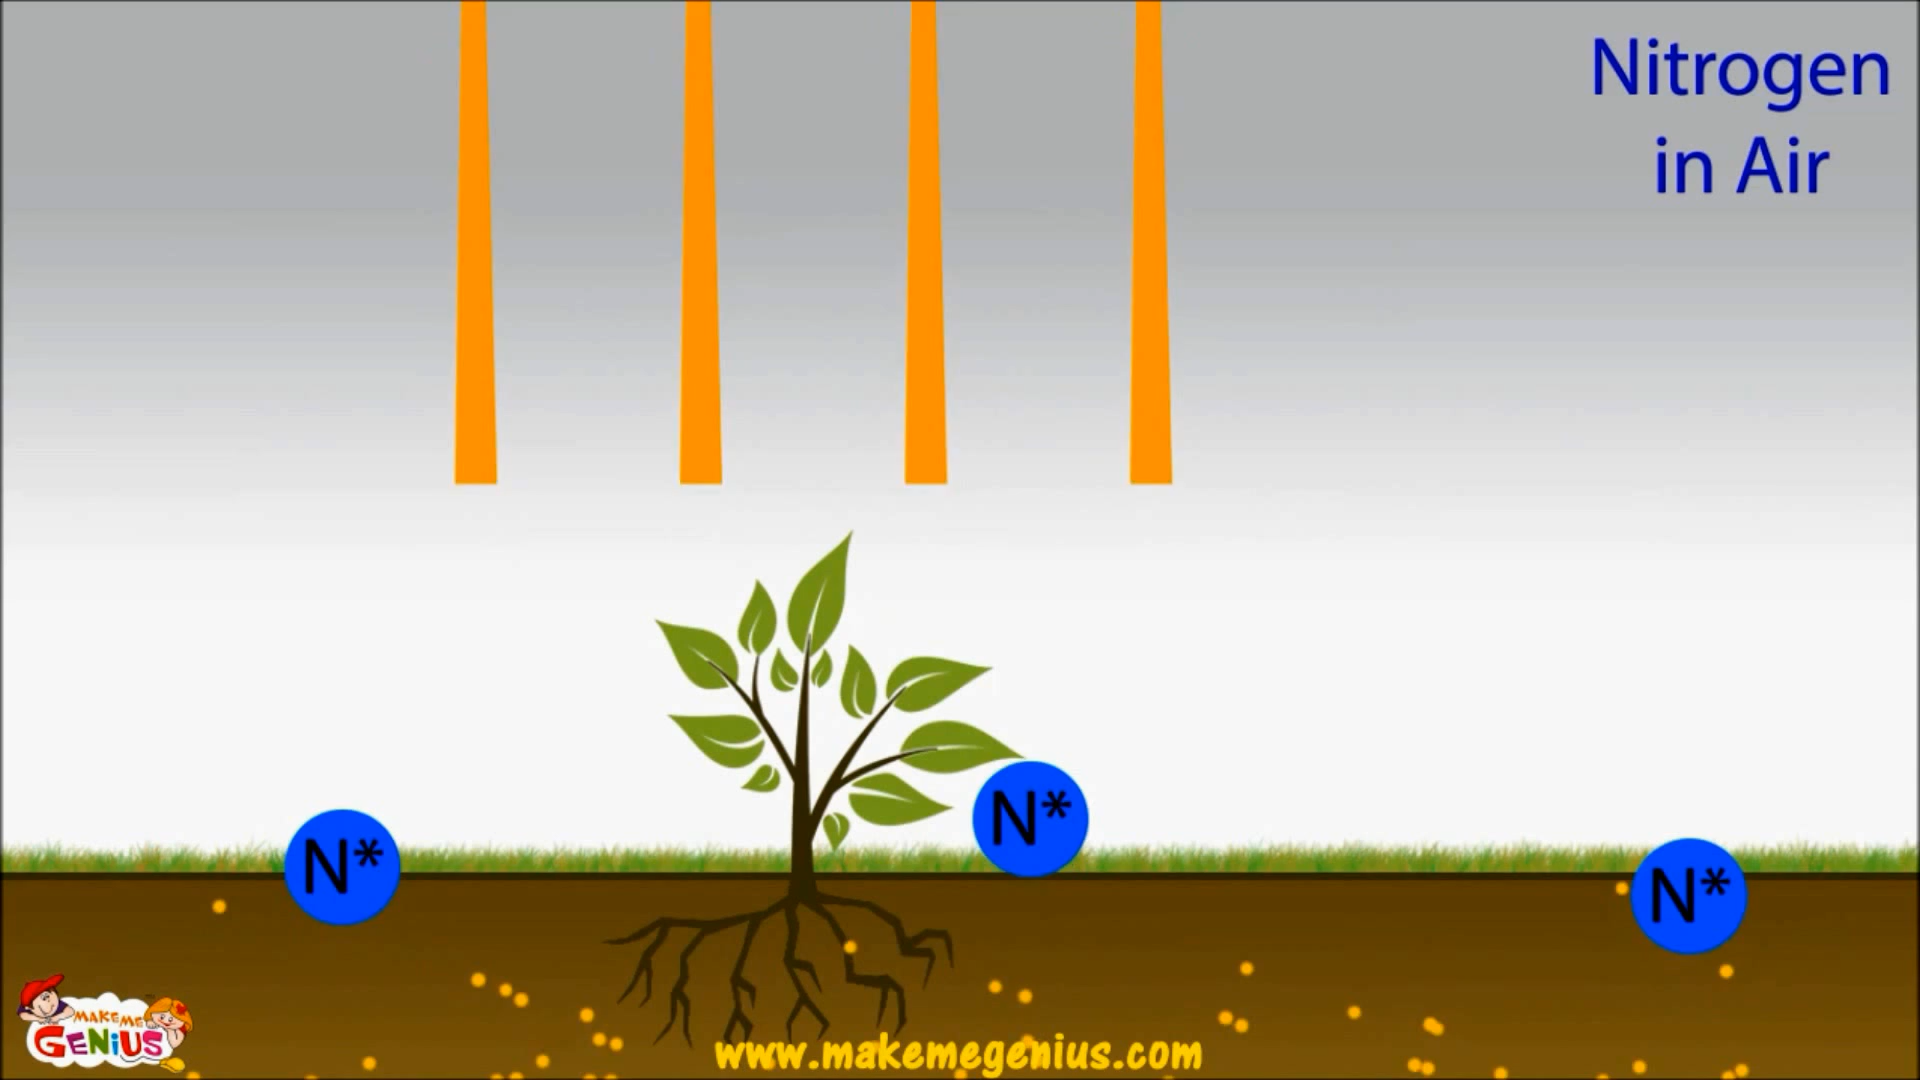 Nitrogen
in Air
N*
N*
N*
MAKE ME
GENIUS
www.makemegenius.com